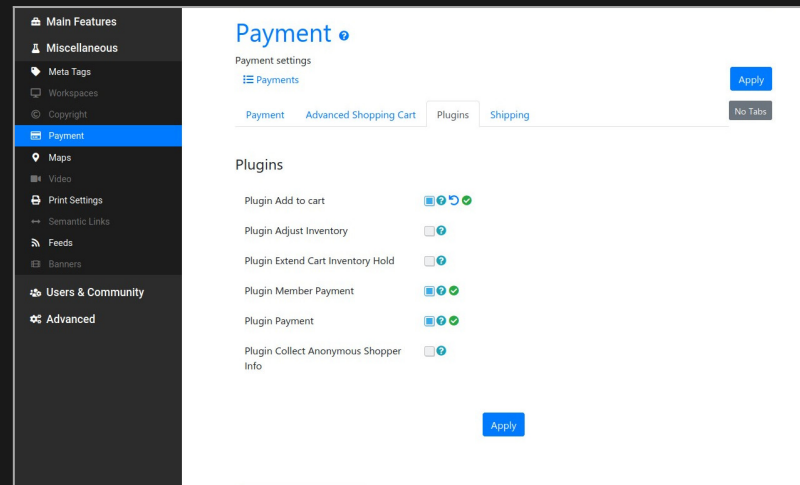 Main Features
Miscellaneous
Meta Tags
Workspaces
Copyright
Payment
Maps
Video
Print Settings
Semantic Links
Feeds
Banners
Users & Community
Advanced
Payment
Payment settings
Payments
Apply
Payment
Advanced Shopping Cart
Plugins
Shipping
No Tabs
Plugins
Plugin Add to cart
Plugin Adjust Inventory
Plugin Extend Cart Inventory Hold
Plugin Member Payment
Plugin Payment
Plugin Collect Anonymous Shopper
Info
Apply